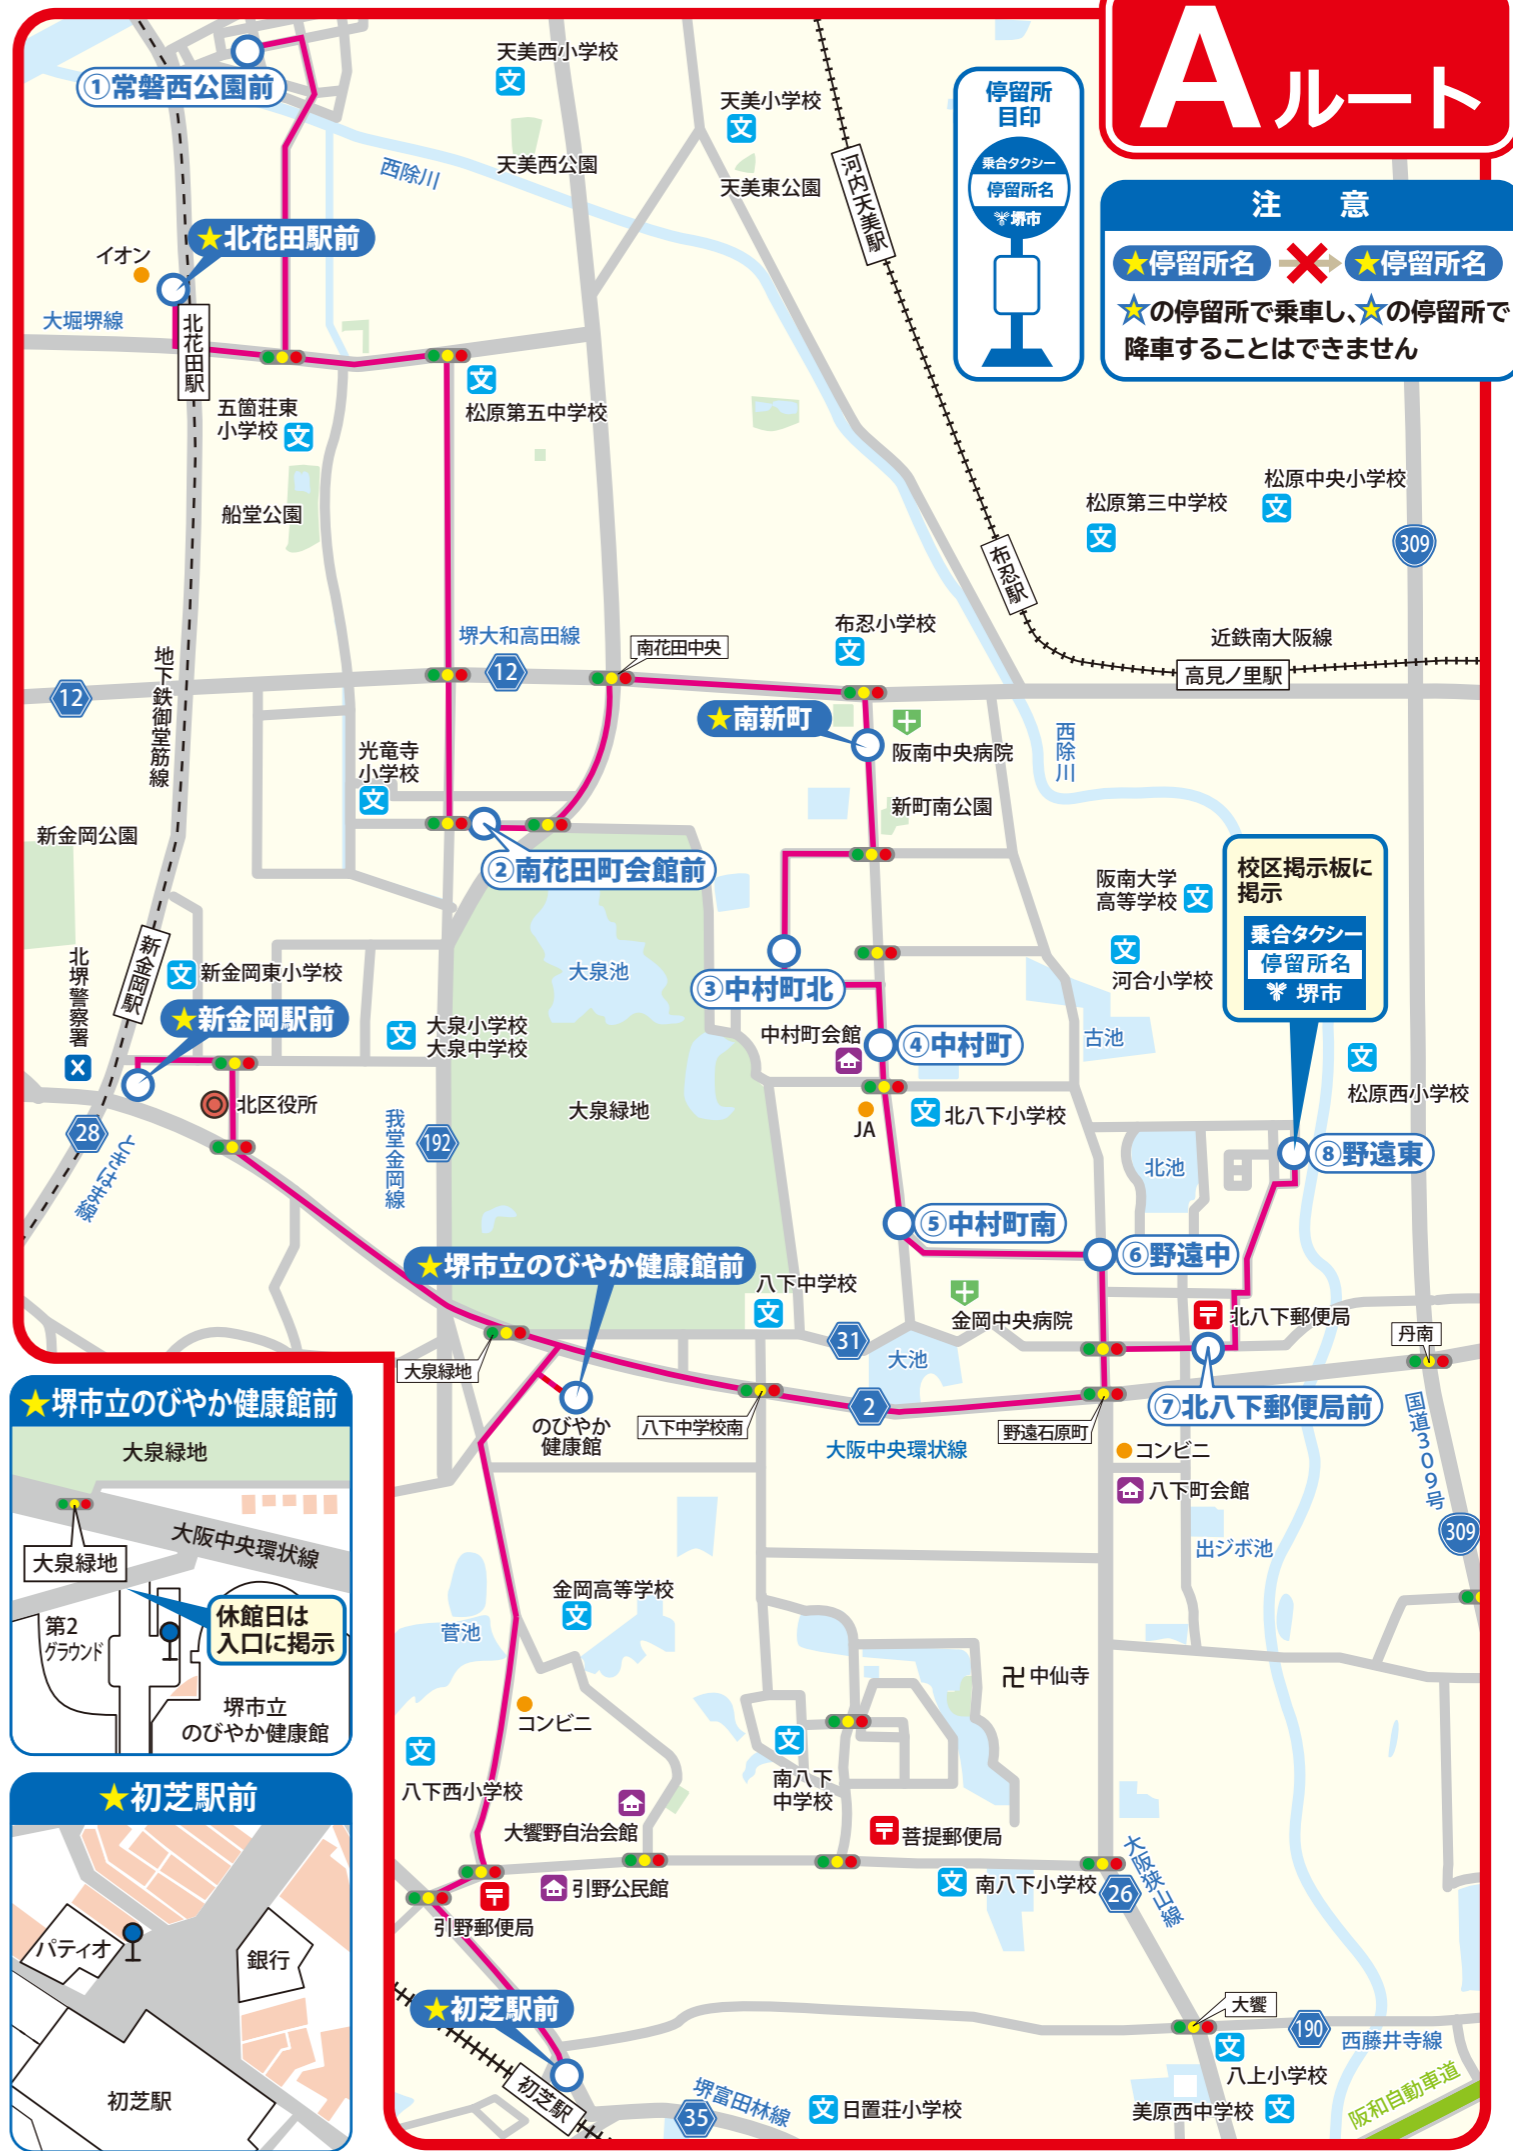 Aルート
停留所
目印
乗合タクシー
停留所名
堺市
注 意
★停留所名
★停留所名
★の停留所で乗車し、★の停留所で
降車することはできません
①常磐西公園前
天美西小学校
文
天美小学校
文
天美西公園
天美東公園
西除川
河内天美駅
★北花田駅前
イオン
大堀堺線
北花田駅
五箇荘東
小学校
文
文
松原第五中学校
船堂公園
松原中央小学校
文
松原第三中学校
文
309
布忍駅
近鉄南大阪線
高見ノ里駅
堺大和高田線
12
12
南花田中央
布忍小学校
文
地下鉄御堂筋線
★南新町
阪南中央病院
西除川
光竜寺
小学校
文
新町南公園
新金岡公園
②南花田町会館前
校区掲示板に
掲示
乗合タクシー
停留所名
堺市
阪南大学
高等学校
文
文
河合小学校
新金岡駅
北堺警察署
X
文
新金岡東小学校
★新金岡駅前
大泉池
③中村町北
文
大泉小学校
大泉中学校
中村町会館
④中村町
古池
文
松原西小学校
北区役所
大泉緑地
JA
文
北八下小学校
28
ときはま線
我堂金岡線
192
北池
⑧野遠東
⑤中村町南
⑥野遠中
★堺市立のびやか健康館前
八下中学校
文
金岡中央病院
北八下郵便局
丹南
31
大池
大泉緑地
のびやか
健康館
八下中学校南
2
大阪中央環状線
野遠石原町
⑦北八下郵便局前
国道309号
コンビニ
八下町会館
309
出ジボ池
★堺市立のびやか健康館前
大泉緑地
大阪中央環状線
大泉緑地
第2
グラウンド
休館日は
入口に掲示
堺市立
のびやか健康館
金岡高等学校
文
菅池
中仙寺
コンビニ
文
八下西小学校
文
南八下
中学校
大饗野自治会館
菩提郵便局
引野公民館
文
南八下小学校
大阪狭山線
26
引野郵便局
★初芝駅前
パティオ
銀行
初芝駅
★初芝駅前
初芝駅
大饗
190
西藤井寺線
文
八上小学校
堺富田林線
35
文
日置荘小学校
美原西中学校
文
阪和自動車道